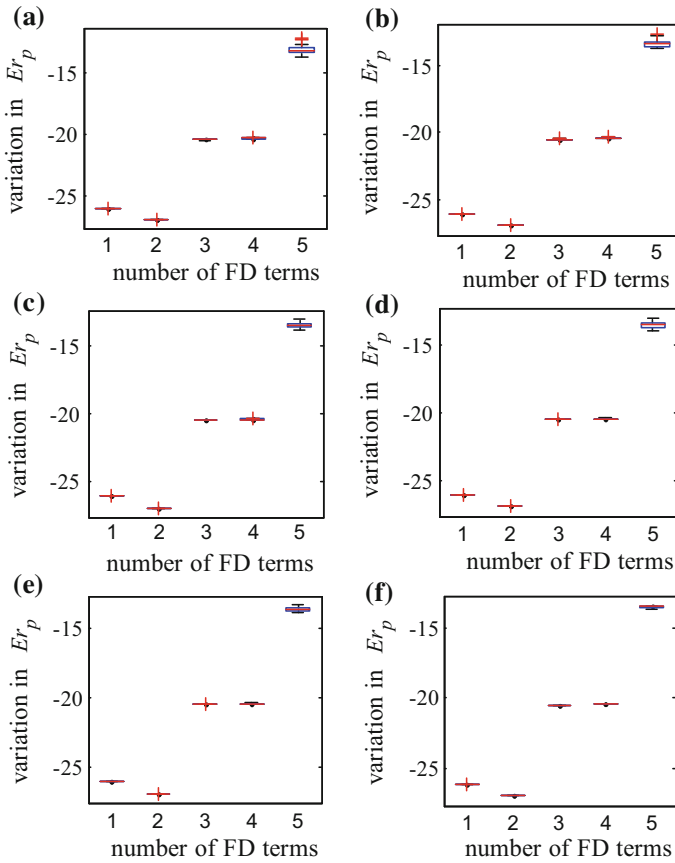 (a)
variation in Er_p
-15
-20
-25
1 2 3 4 5
number of FD terms
(b)
variation in Er_p
-15
-20
-25
1 2 3 4 5
number of FD terms
(c)
variation in Er_p
-15
-20
-25
1 2 3 4 5
number of FD terms
(d)
variation in Er_p
-15
-20
-25
1 2 3 4 5
number of FD terms
(e)
variation in Er_p
-15
-20
-25
1 2 3 4 5
number of FD terms
(f)
variation in Er_p
-15
-20
-25
1 2 3 4 5
number of FD terms